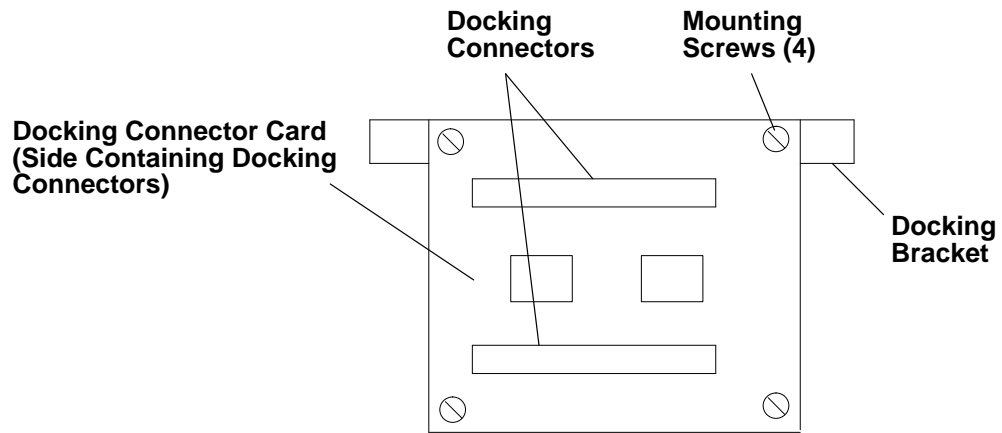 Docking
Connectors
Mounting
Screws (4)
Docking Connector Card
(Side Containing Docking
Connectors)
Docking
Bracket